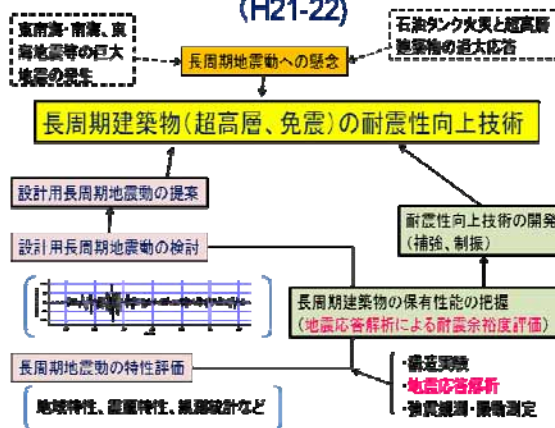 (H21-22)
東南海・南海、東
海地震等の巨大
地震の発生
石油タンク火災と超高層
建築物の過大応答
長周期地震動への懸念
長周期建築物(超高層、免震)の耐震性向上技術
設計用長周期地震動の提案
設計用長周期地震動の検討
耐震性向上技術の開発
(補強、制振)
長周期建築物の保有性能の把握
(地震応答解析による耐震余裕度評価)
長周期地震動の特性評価
地域特性、震源特性、観測統計など
・構造実験
・地震応答解析
・強震観測・振動測定